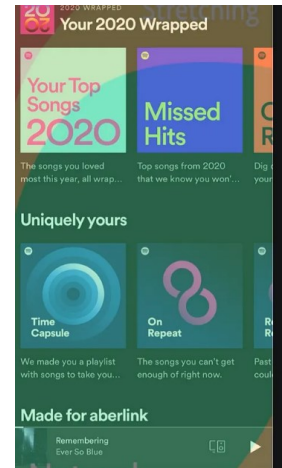 2020 WRAPPED
Stretching
Your 2020 Wrapped
Your Top
Songs
2020
Missed
Hits
The songs you loved
most this year, all wrap...
Top songs from 2020
that we know you won'...
Dig
your
Uniquely yours
Time
Capsule
On
Repeat
We made you a playlist
with songs to take you...
The songs you can't get
enough of right now.
Past
coul
Made for aberlink
Remembering
Ever So Blue